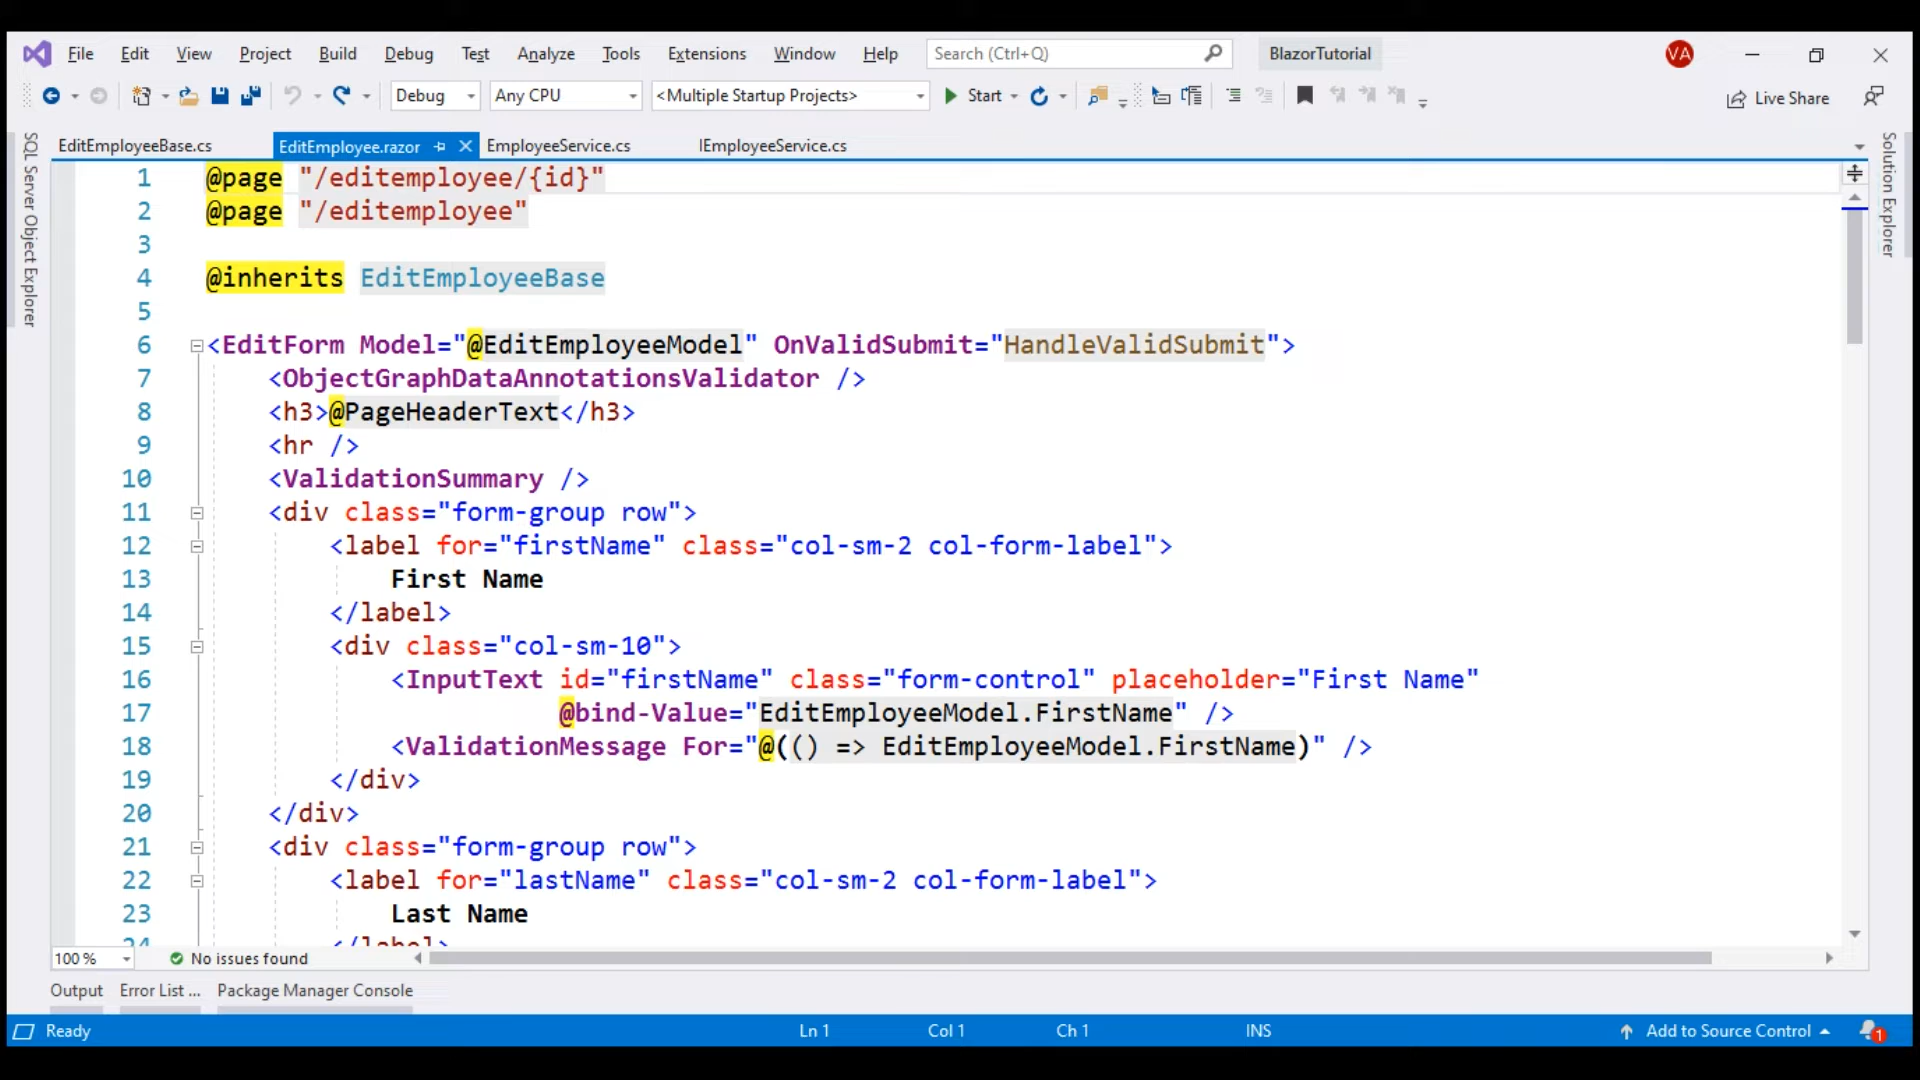 File Edit View Project Build Debug Test Analyze Tools Extensions Window Help Search (Ctrl+Q) BlazorTutorial VA
Debug Any CPU <Multiple Startup Projects> Start Live Share
SQL Server Object Explorer
Solution Explorer
EditEmployeeBase.cs EditEmployee.razor EmployeeService.cs IEmployeeService.cs
1 @page "/editemployee/{id}"
2 @page "/editemployee"
3
4 @inherits EditEmployeeBase
5
6 <EditForm Model="@EditEmployeeModel" OnValidSubmit="HandleValidSubmit">
7 <ObjectGraphDataAnnotationsValidator />
8 <h3>@PageHeaderText</h3>
9 <hr />
10 <ValidationSummary />
11 <div class="form-group row">
12 <label for="firstName" class="col-sm-2 col-form-label">
13 First Name
14 </label>
15 <div class="col-sm-10">
16 <InputText id="firstName" class="form-control" placeholder="First Name"
17 @bind-Value="EditEmployeeModel.FirstName" />
18 <ValidationMessage For="@(() => EditEmployeeModel.FirstName)" />
19 </div>
20 </div>
21 <div class="form-group row">
22 <label for="lastName" class="col-sm-2 col-form-label">
23 Last Name
24 </label>
100 % No issues found
Output Error List ... Package Manager Console
Ready Ln 1 Col 1 Ch 1 INS Add to Source Control 1